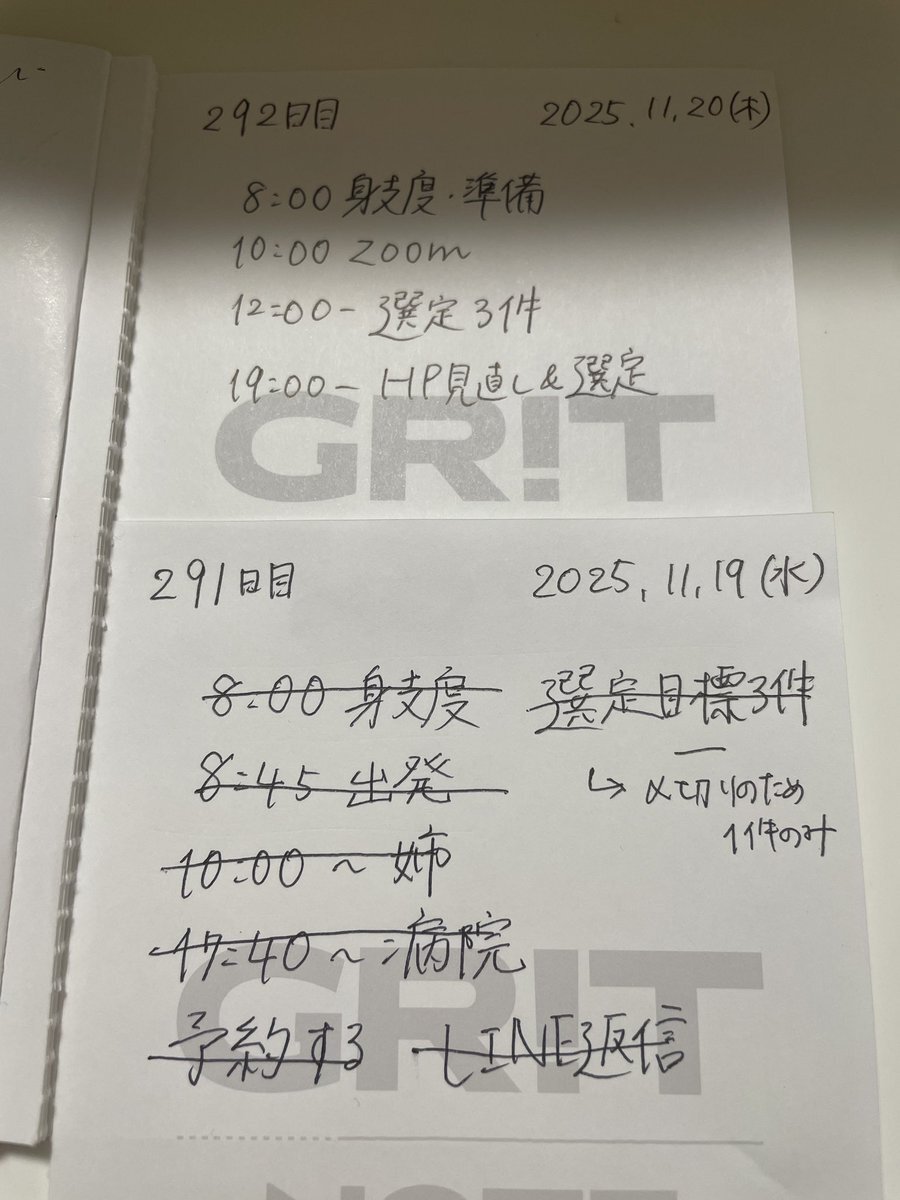 292日目 2025.11.20(木)
8:00 身支度・準備
10:00 zoom
12:00- 選定3件
19:00- HP見直し&選定
GR!T
291日目 2025.11.19(水)
8:00 身支度 選定目標3件
8:45 出発 ↳ 〆切りのため
1件のみ
10:00 ~ 姉
17:40 ~ 病院
GR!T
予約する ・LINE返信